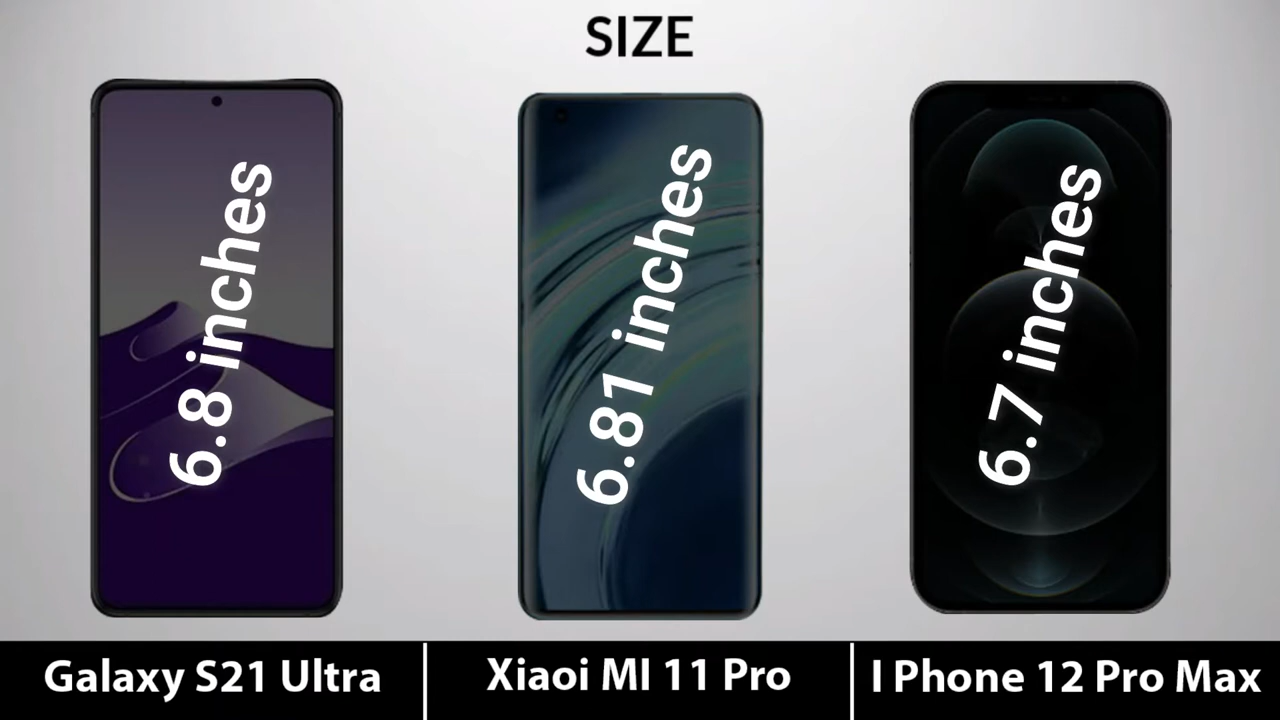 SIZE
6.8 inches
6.81 inches
6.7 inches
Galaxy S21 Ultra
Xiaoi MI 11 Pro
I Phone 12 Pro Max